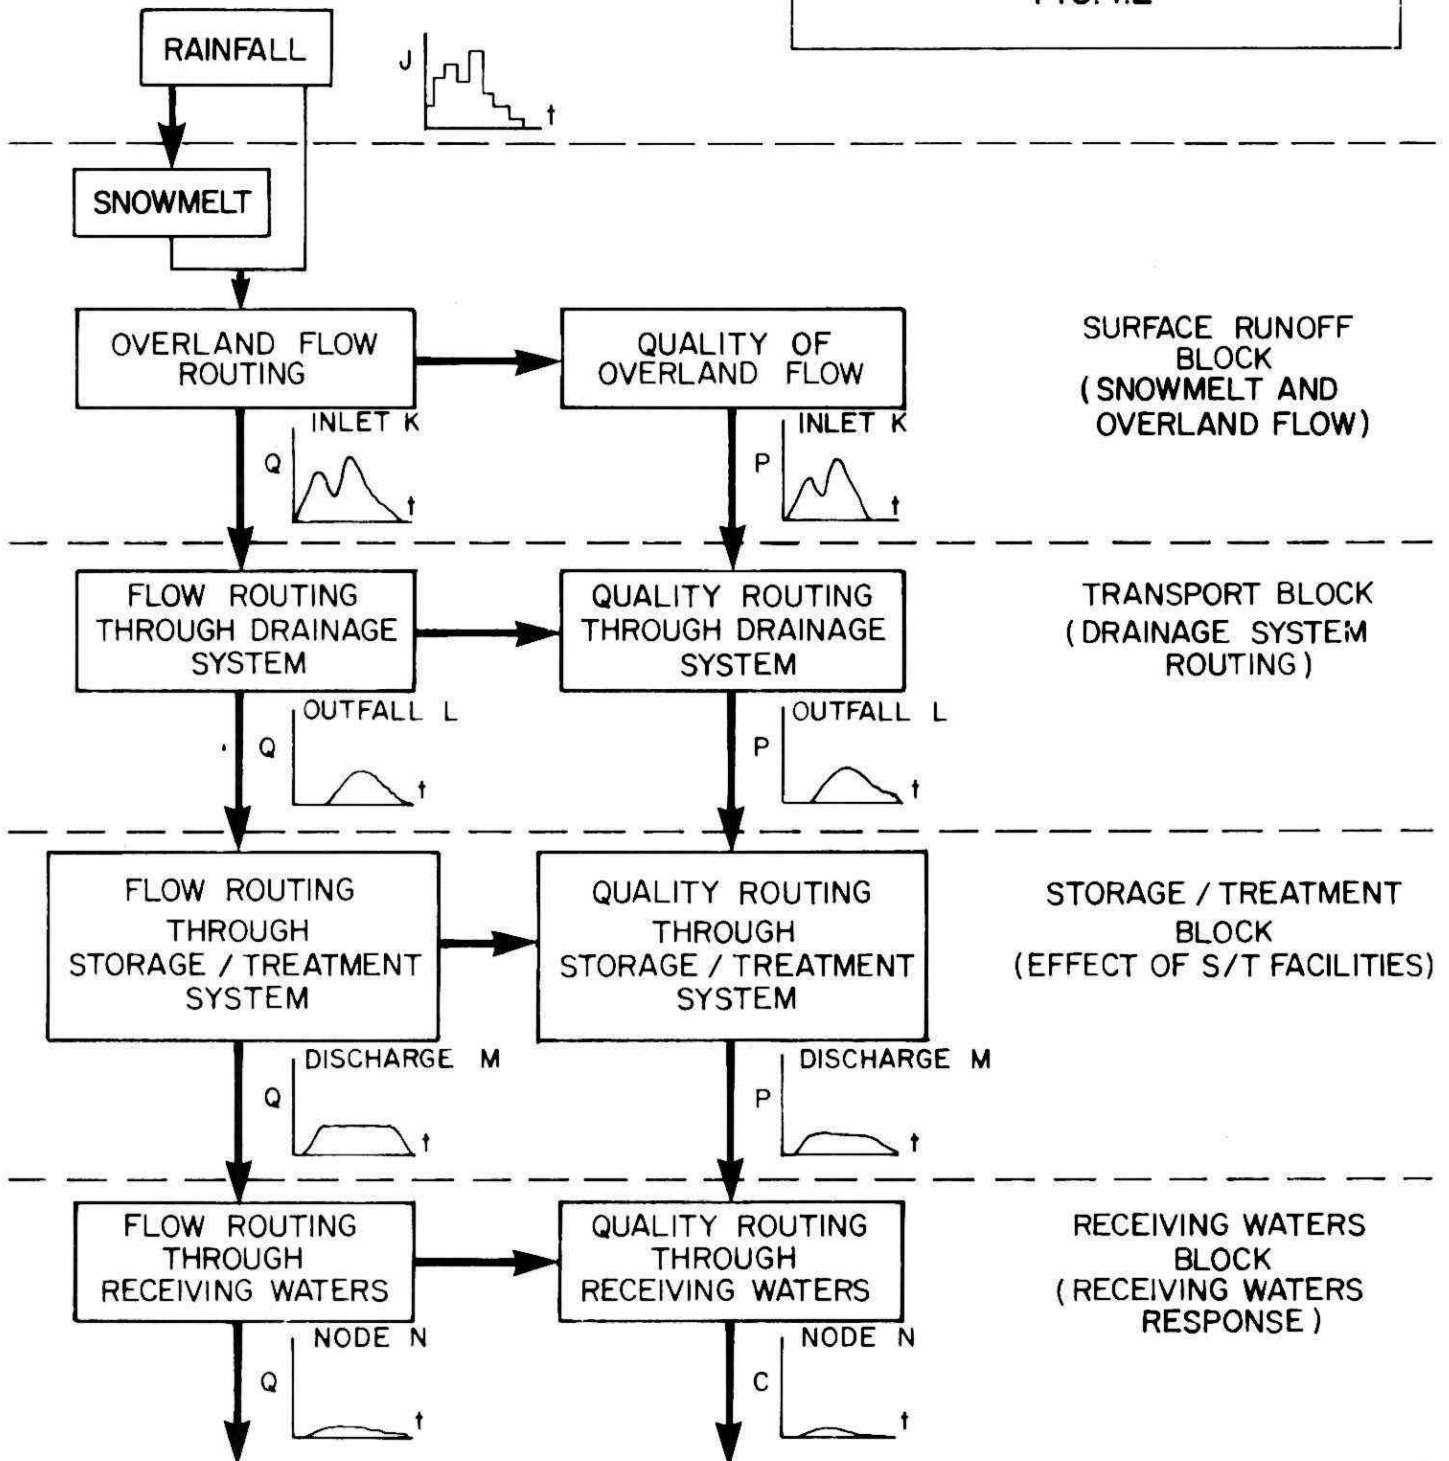 RAINFALL
J
t
SNOWMELT
OVERLAND FLOW
ROUTING
QUALITY OF
OVERLAND FLOW
SURFACE RUNOFF
BLOCK
(SNOWMELT AND
OVERLAND FLOW)
INLET K
Q
t
INLET K
P
t
FLOW ROUTING
THROUGH DRAINAGE
SYSTEM
QUALITY ROUTING
THROUGH DRAINAGE
SYSTEM
TRANSPORT BLOCK
(DRAINAGE SYSTEM
ROUTING)
OUTFALL L
Q
t
OUTFALL L
P
t
FLOW ROUTING
THROUGH
STORAGE / TREATMENT
SYSTEM
QUALITY ROUTING
THROUGH
STORAGE / TREATMENT
SYSTEM
STORAGE / TREATMENT
BLOCK
(EFFECT OF S/T FACILITIES)
DISCHARGE M
Q
t
DISCHARGE M
P
t
FLOW ROUTING
THROUGH
RECEIVING WATERS
QUALITY ROUTING
THROUGH
RECEIVING WATERS
RECEIVING WATERS
BLOCK
(RECEIVING WATERS
RESPONSE)
NODE N
Q
t
NODE N
C
t